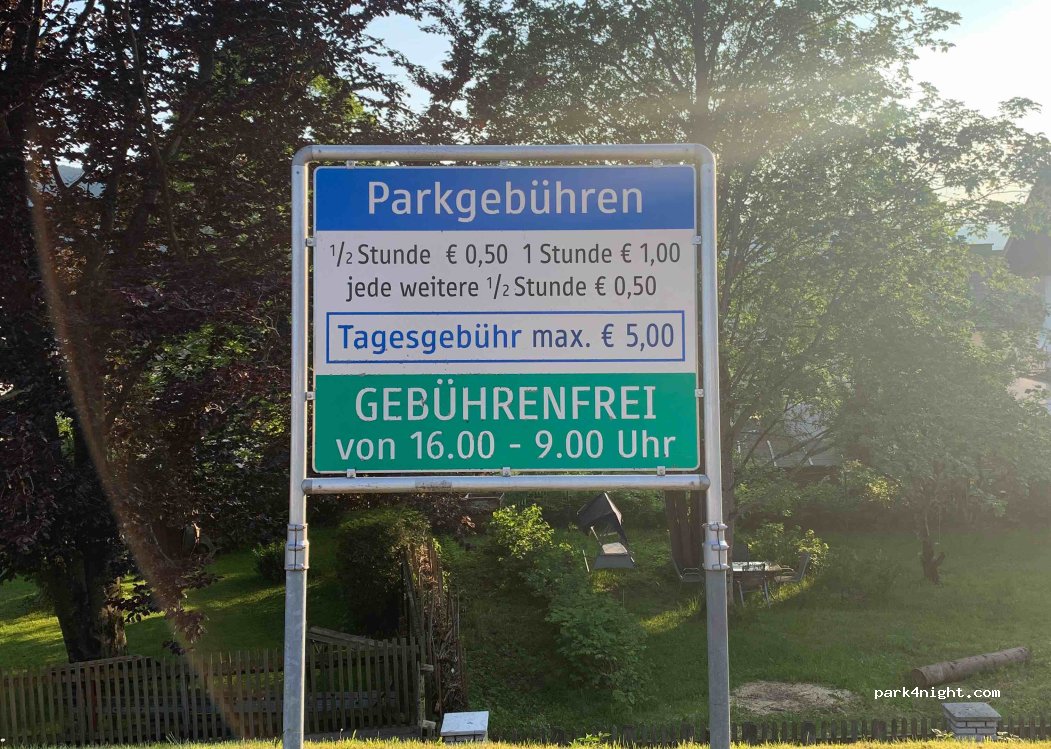 Parkgebühren
1/2 Stunde € 0,50 1 Stunde € 1,00
jede weitere 1/2 Stunde € 0,50
Tagesgebühr max. € 5,00
GEBÜHRENFREI
von 16.00 - 9.00 Uhr
park4night.com